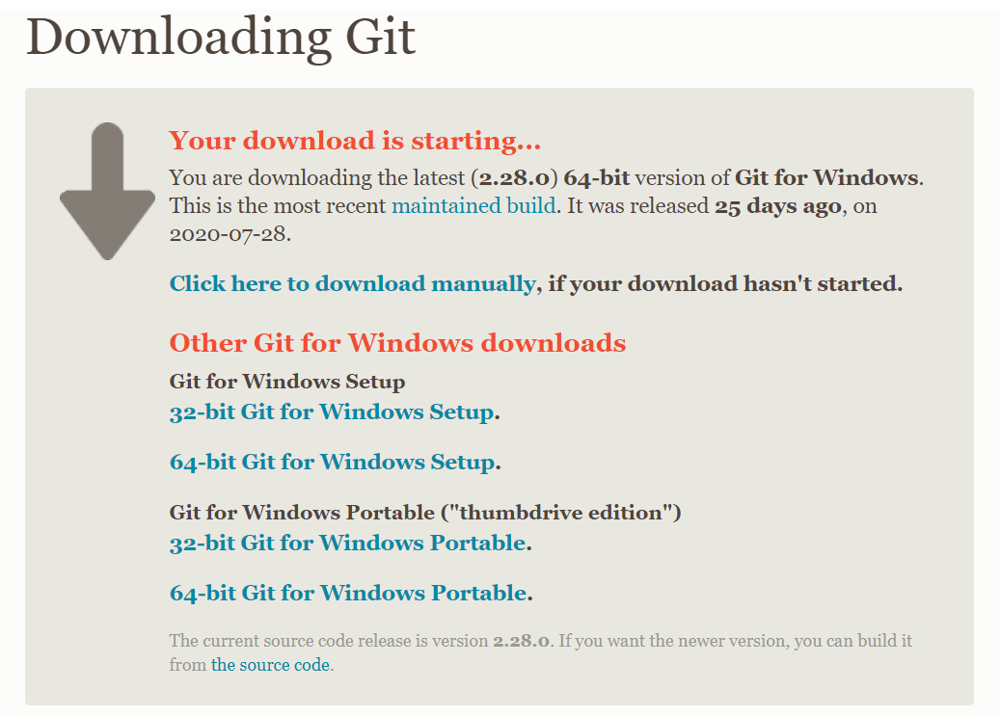 Downloading Git
Your download is starting...
You are downloading the latest (2.28.0) 64-bit version of Git for Windows.
This is the most recent maintained build. It was released 25 days ago, on
2020-07-28.
Click here to download manually, if your download hasn't started.
Other Git for Windows downloads
Git for Windows Setup
32-bit Git for Windows Setup.
64-bit Git for Windows Setup.
Git for Windows Portable ("thumbdrive edition")
32-bit Git for Windows Portable.
64-bit Git for Windows Portable.
The current source code release is version 2.28.0. If you want the newer version, you can build it
from the source code.